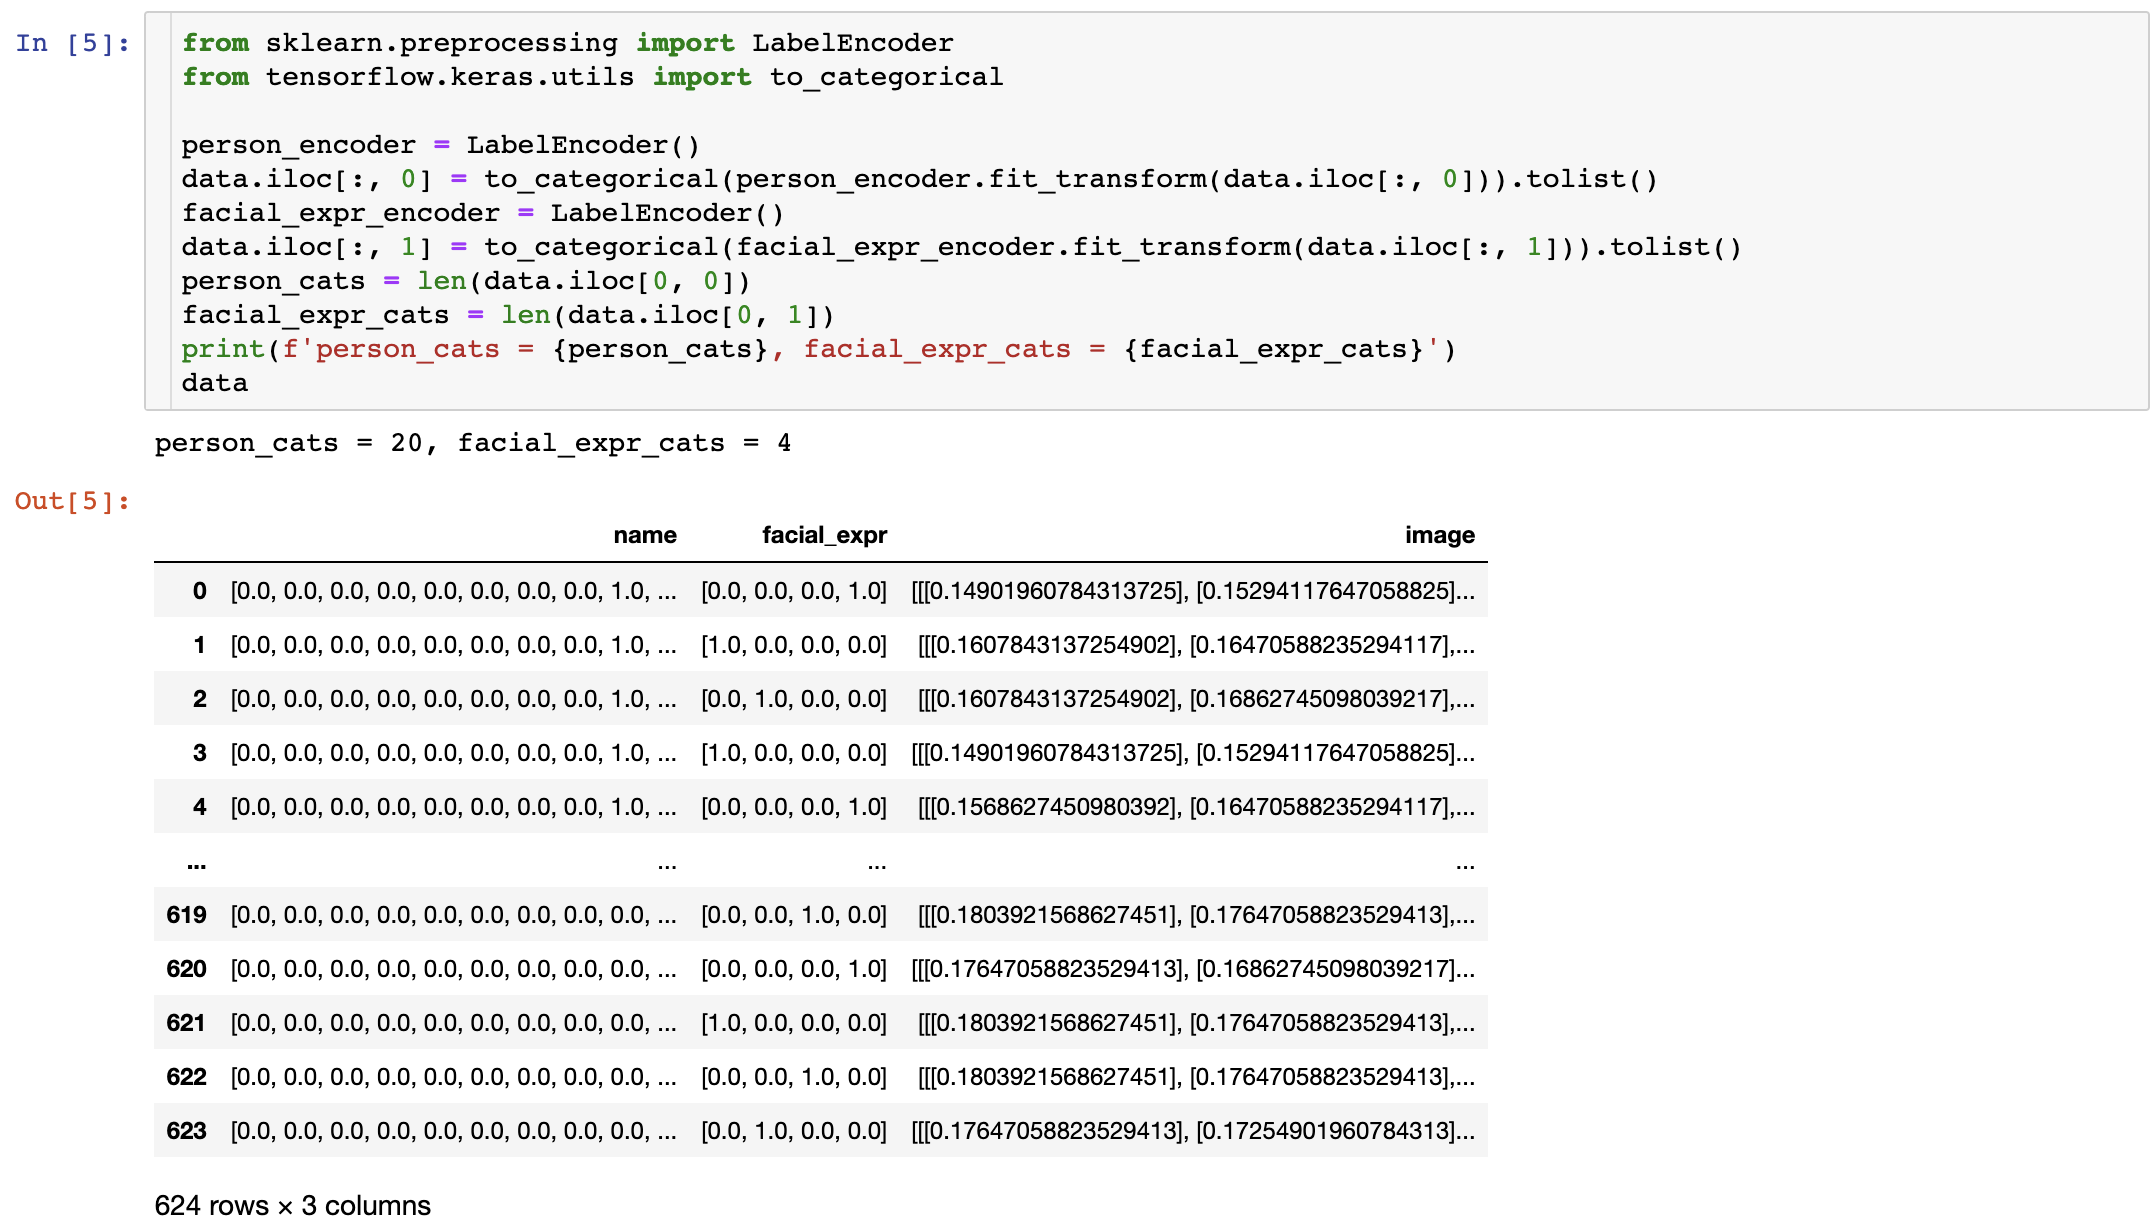 In [5]: from sklearn.preprocessing import LabelEncoder
from tensorflow.keras.utils import to_categorical
person_encoder = LabelEncoder()
data.iloc[:, 0] = to_categorical(person_encoder.fit_transform(data.iloc[:, 0])).tolist()
facial_expr_encoder = LabelEncoder()
data.iloc[:, 1] = to_categorical(facial_expr_encoder.fit_transform(data.iloc[:, 1])).tolist()
person_cats = len(data.iloc[0, 0])
facial_expr_cats = len(data.iloc[0, 1])
print(f'person_cats = {person_cats}, facial_expr_cats = {facial_expr_cats}')
data
person_cats = 20, facial_expr_cats = 4
Out[5]:
name facial_expr image
0 [0.0, 0.0, 0.0, 0.0, 0.0, 0.0, 0.0, 0.0, 1.0, ... [0.0, 0.0, 0.0, 1.0] [[[0.14901960784313725], [0.15294117647058825]...
1 [0.0, 0.0, 0.0, 0.0, 0.0, 0.0, 0.0, 0.0, 1.0, ... [1.0, 0.0, 0.0, 0.0] [[[0.1607843137254902], [0.16470588235294117],...
2 [0.0, 0.0, 0.0, 0.0, 0.0, 0.0, 0.0, 0.0, 1.0, ... [0.0, 1.0, 0.0, 0.0] [[[0.1607843137254902], [0.16862745098039217],...
3 [0.0, 0.0, 0.0, 0.0, 0.0, 0.0, 0.0, 0.0, 1.0, ... [1.0, 0.0, 0.0, 0.0] [[[0.14901960784313725], [0.15294117647058825]...
4 [0.0, 0.0, 0.0, 0.0, 0.0, 0.0, 0.0, 0.0, 1.0, ... [0.0, 0.0, 0.0, 1.0] [[[0.1568627450980392], [0.16470588235294117],...
... ... ... ...
619 [0.0, 0.0, 0.0, 0.0, 0.0, 0.0, 0.0, 0.0, 0.0, ... [0.0, 0.0, 1.0, 0.0] [[[0.1803921568627451], [0.17647058823529413],...
620 [0.0, 0.0, 0.0, 0.0, 0.0, 0.0, 0.0, 0.0, 0.0, ... [0.0, 0.0, 0.0, 1.0] [[[0.17647058823529413], [0.16862745098039217]...
621 [0.0, 0.0, 0.0, 0.0, 0.0, 0.0, 0.0, 0.0, 0.0, ... [1.0, 0.0, 0.0, 0.0] [[[0.1803921568627451], [0.17647058823529413],...
622 [0.0, 0.0, 0.0, 0.0, 0.0, 0.0, 0.0, 0.0, 0.0, ... [0.0, 0.0, 1.0, 0.0] [[[0.1803921568627451], [0.17647058823529413],...
623 [0.0, 0.0, 0.0, 0.0, 0.0, 0.0, 0.0, 0.0, 0.0, ... [0.0, 1.0, 0.0, 0.0] [[[0.17647058823529413], [0.17254901960784313]...
624 rows × 3 columns